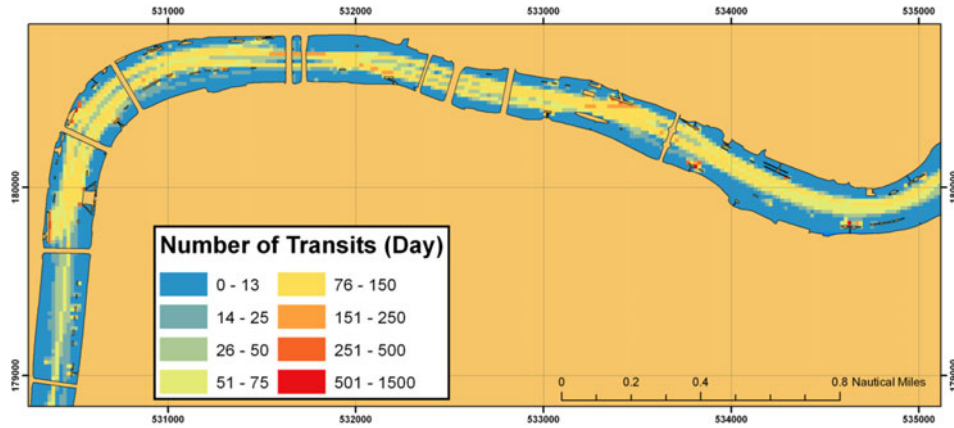 531000 532000 533000 534000 535000
180000 180000
Number of Transits (Day)
0 - 13 76 - 150
14 - 25 151 - 250
26 - 50 251 - 500
51 - 75 501 - 1500
179000 179000
0 0.2 0.4 0.8 Nautical Miles
531000 532000 533000 534000 535000